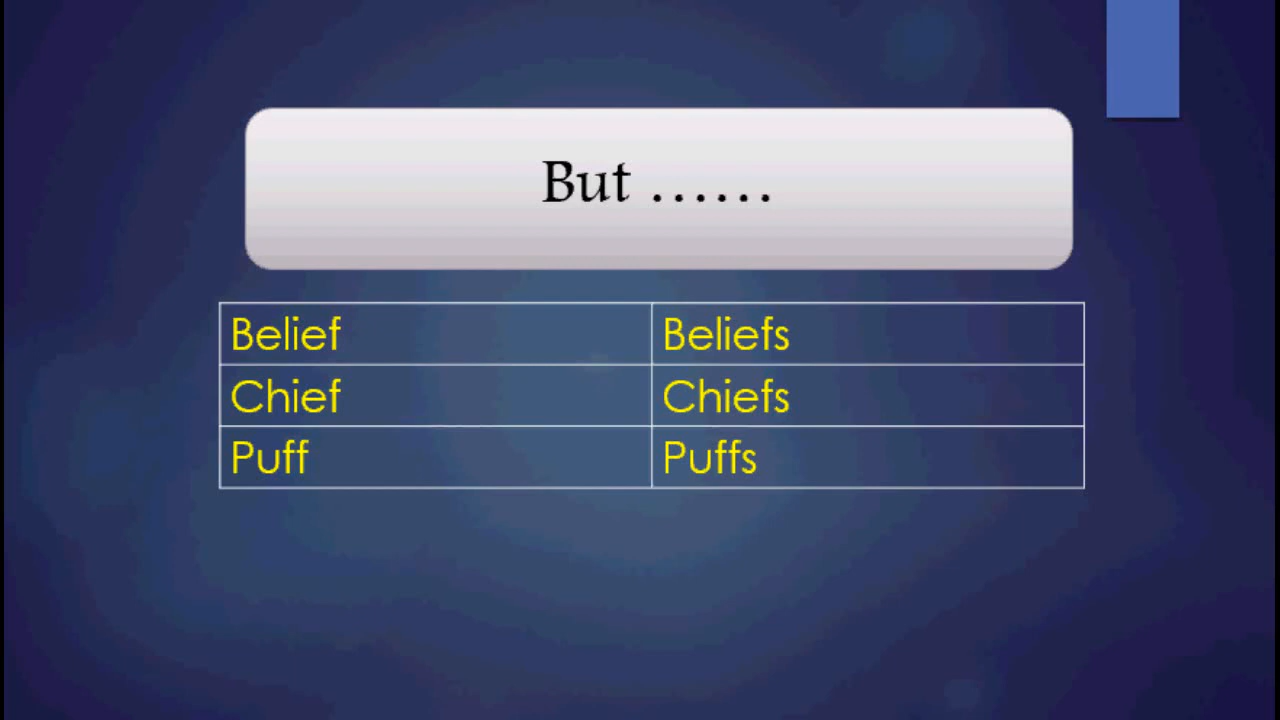 But ......
Belief Beliefs
Chief Chiefs
Puff Puffs